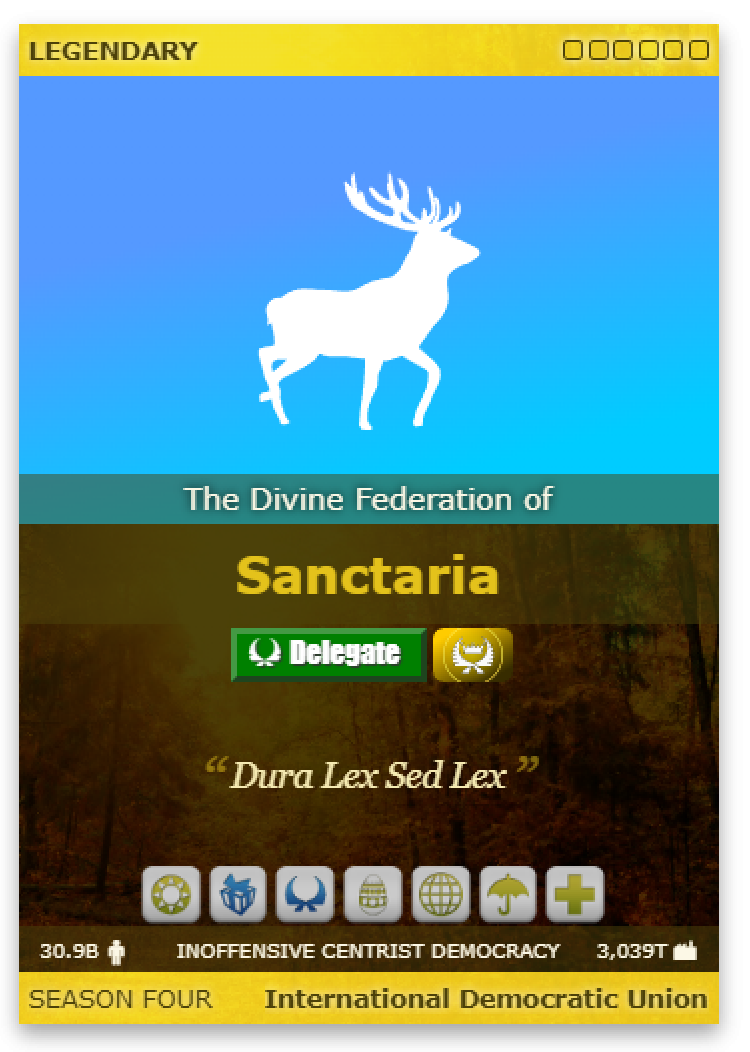 LEGENDARY
The Divine Federation of
Sanctaria
Delegate
“Dura Lex Sed Lex”
30.9B INOFFENSIVE CENTRIST DEMOCRACY 3,039T
SEASON FOUR International Democratic Union